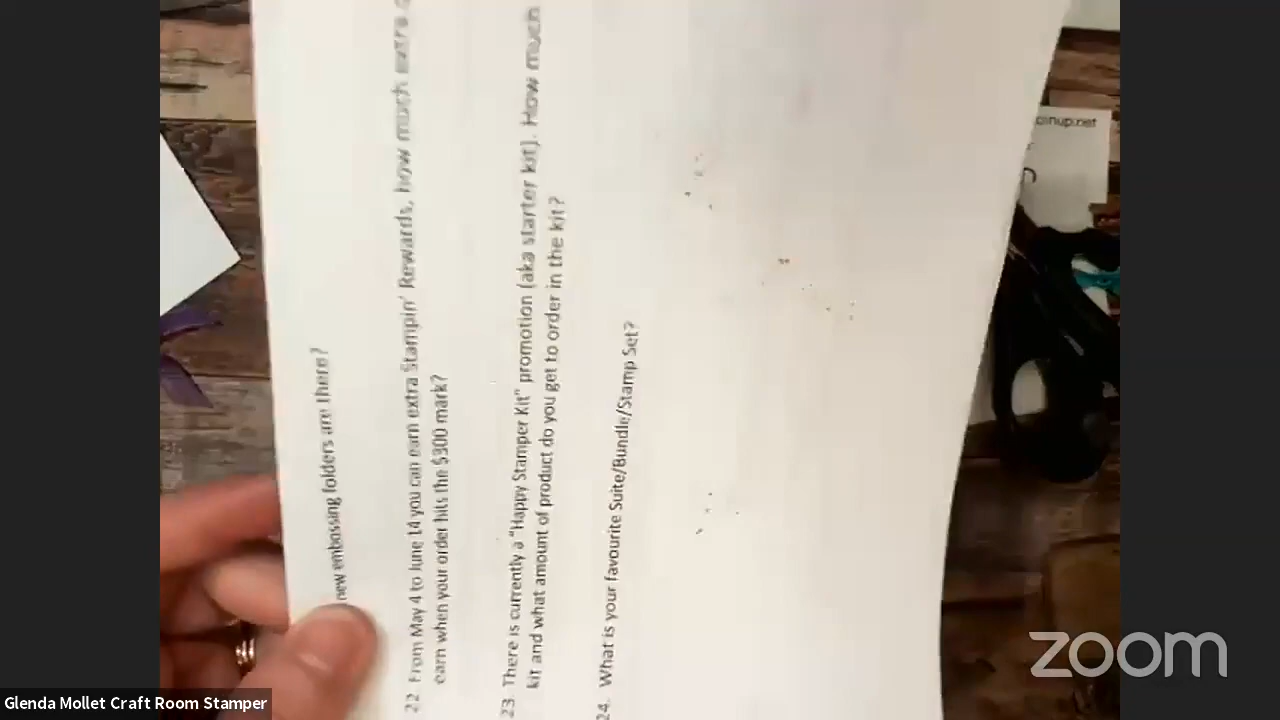 new embossing folders are there?
22 From May 4 to June 14 you can earn extra Stampin' Rewards, how much extra
earn when your order hits the $300 mark?
23 There is currently a "Happy Stamper Kit" promotion (aka starter kit). How much
kit and what amount of product do you get to order in the kit?
24. What is your favourite Suite/Bundle/Stamp Set?
pinup.net
zoom
Glenda Mollet Craft Room Stamper